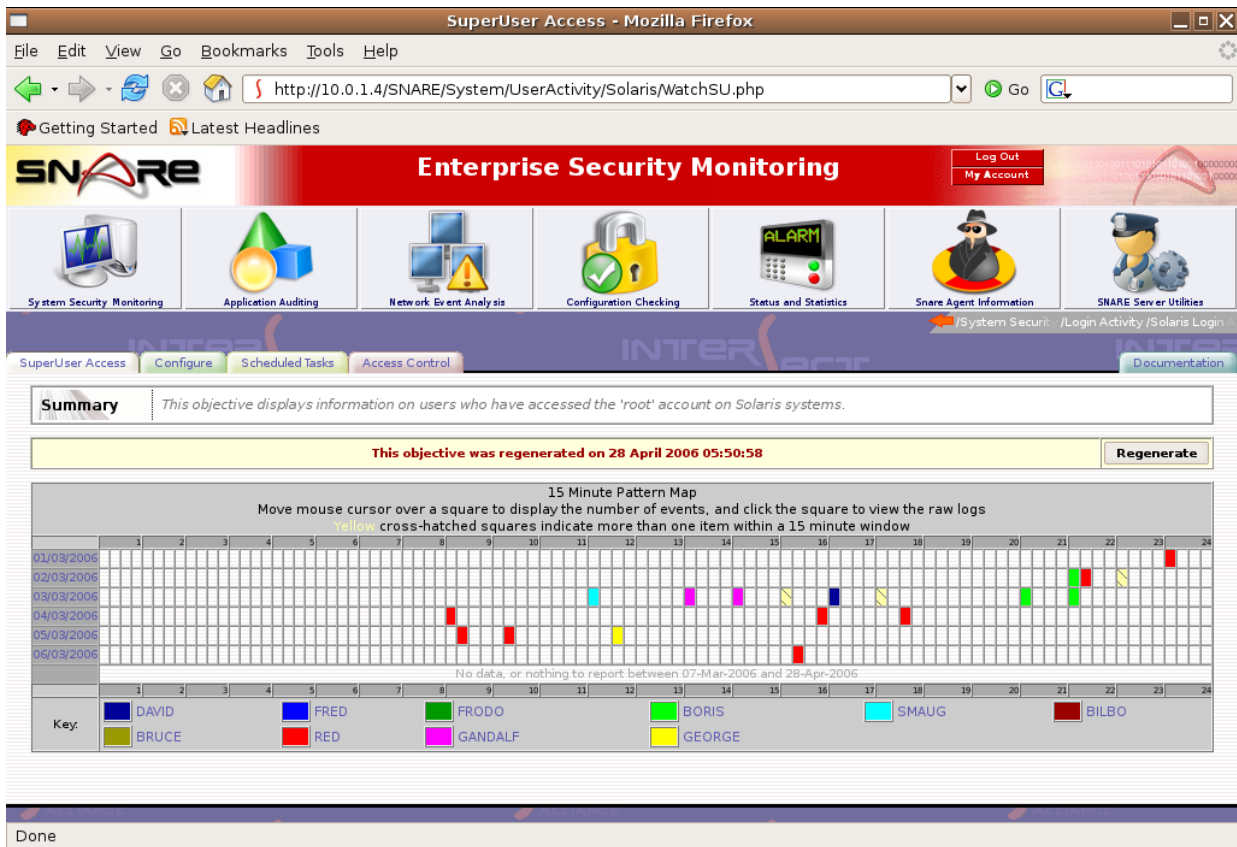 SuperUser Access - Mozilla Firefox
File Edit View Go Bookmarks Tools Help
http://10.0.1.4/SNARE/System/UserActivity/Solaris/WatchSU.php Go G
Getting Started Latest Headlines
SNARE Enterprise Security Monitoring
Log Out
My Account
ALARM
System Security Monitoring Application Auditing Network Event Analysis Configuration Checking Status and Statistics Snare Agent Information SNARE Server Utilities
/System Securit /Login Activity /Solaris Login
SuperUser Access Configure Scheduled Tasks Access Control Documentation
Summary This objective displays information on users who have accessed the 'root' account on Solaris systems.
This objective was regenerated on 28 April 2006 05:50:58 Regenerate
15 Minute Pattern Map
Move mouse cursor over a square to display the number of events, and click the square to view the raw logs
Yellow cross-hatched squares indicate more than one item within a 15 minute window
1 2 3 4 5 6 7 8 9 10 11 12 13 14 15 16 17 18 19 20 21 22 23 24
01/03/2006
02/03/2006
03/03/2006
04/03/2006
05/03/2006
06/03/2006
No data, or nothing to report between 07-Mar-2006 and 28-Apr-2006
1 2 3 4 5 6 7 8 9 10 11 12 13 14 15 16 17 18 19 20 21 22 23 24
Key: DAVID FRED FRODO BORIS SMAUG BILBO
BRUCE RED GANDALF GEORGE
Done